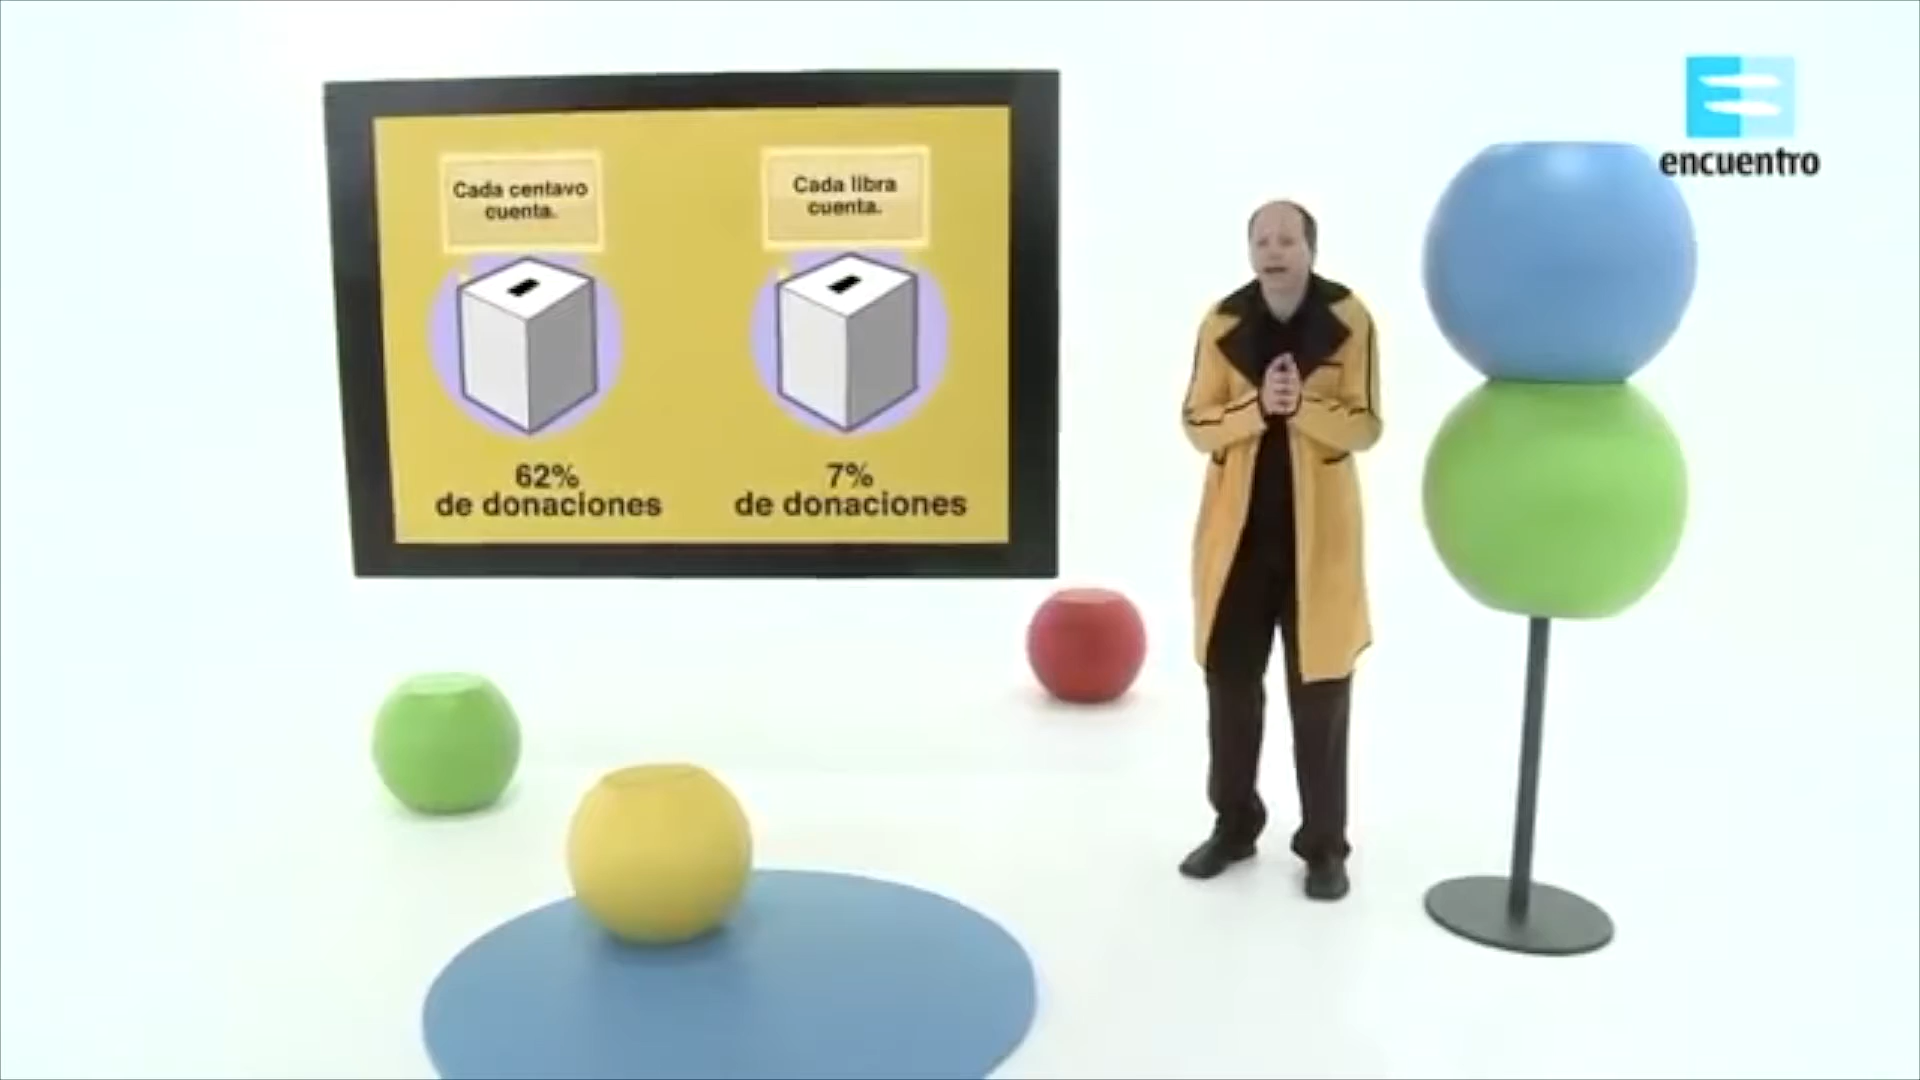 Cada centavo
cuenta.
Cada libra
cuenta.
62%
de donaciones
7%
de donaciones
encuentro